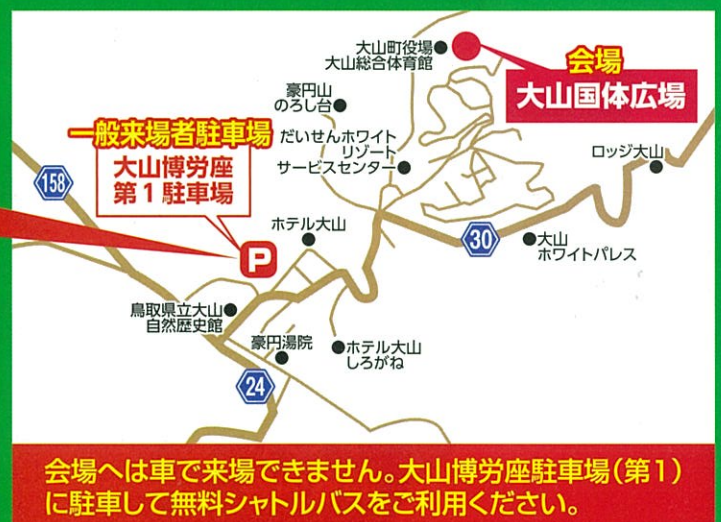 大山町役場
大山総合体育館
会場
大山国体広場
豪円山
のろし台
一般来場者駐車場
大山博労座
第1駐車場
だいせんホワイト
リゾート
サービスセンター
ロッジ大山
158
ホテル大山
30
大山
ホワイトパレス
P
鳥取県立大山
自然歴史館
豪円湯院
ホテル大山
しろがね
24
会場へは車で来場できません。大山博労座駐車場(第1)
に駐車して無料シャトルバスをご利用ください。